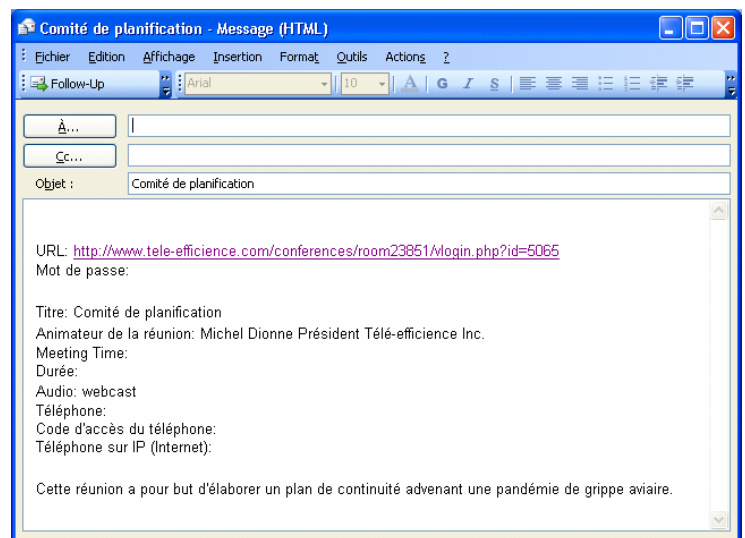 Comité de planification - Message (HTML)
Fichier Edition Affichage Insertion Format Outils Actions ?
Follow-Up Arial 10 A G I S
À...
Cc...
Objet : Comité de planification
URL: http://www.tele-efficience.com/conferences/room23851/vlogin.php?id=5065
Mot de passe:
Titre: Comité de planification
Animateur de la réunion: Michel Dionne Président Télé-efficience Inc.
Meeting Time:
Durée:
Audio: webcast
Téléphone:
Code d'accès du téléphone:
Téléphone sur IP (Internet):
Cette réunion a pour but d'élaborer un plan de continuité advenant une pandémie de grippe aviaire.